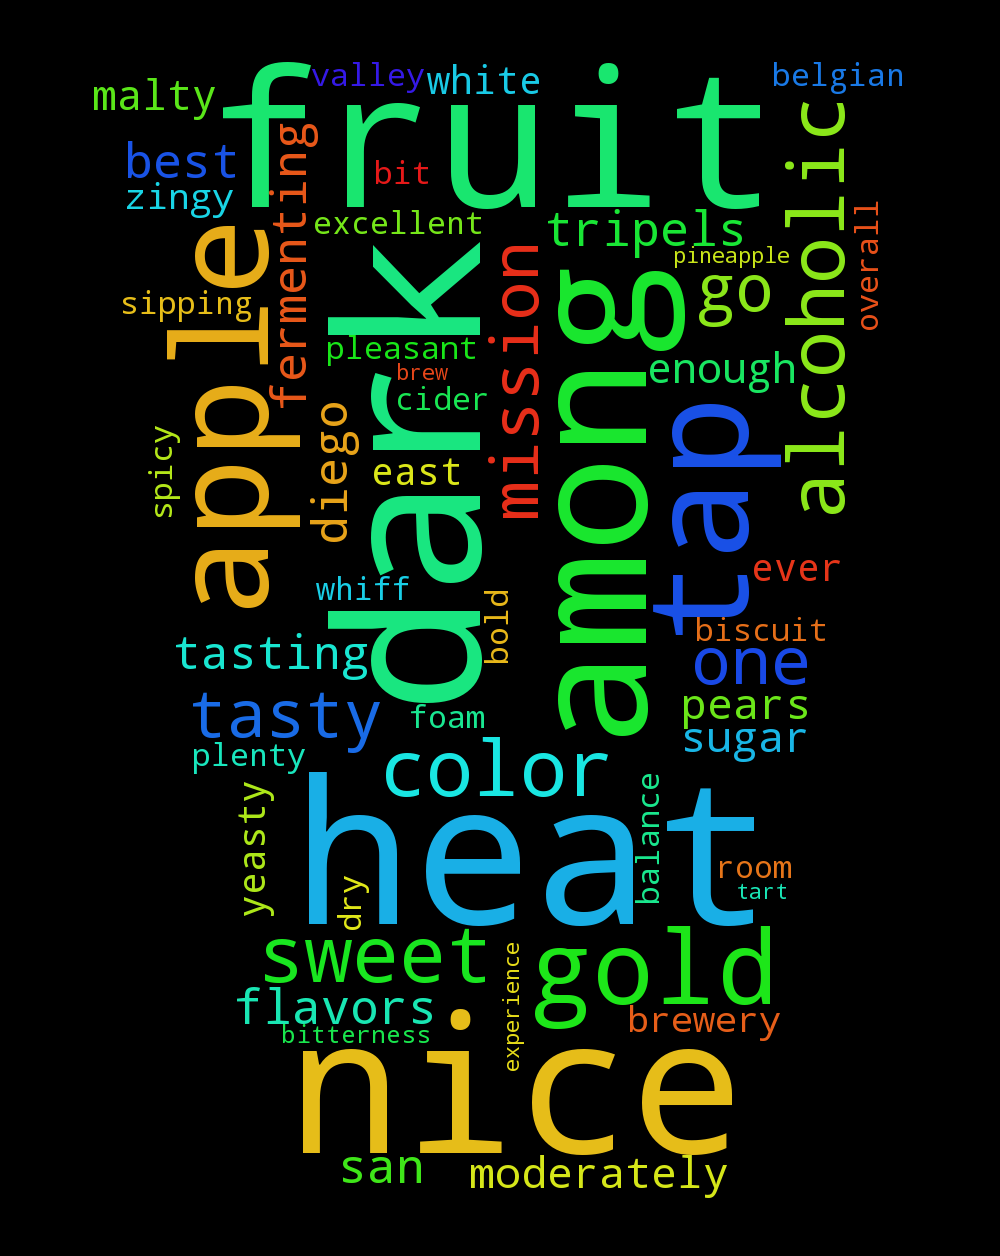 fruit
valley
white
belgian
malty
best
zingy
fermenting
bit
excellent
tripels
pineapple
go
alcoholic
overall
apple
sipping
dark
pleasant
brew
cider
mission
among
enough
tap
spicy
diego
east
ever
whiff
bold
biscuit
one
tasting
tasty
pears
sugar
foam
plenty
color
yeasty
heat
balance
room
tart
dry
sweet
gold
flavors
experience
brewery
bitterness
nice
san
moderately